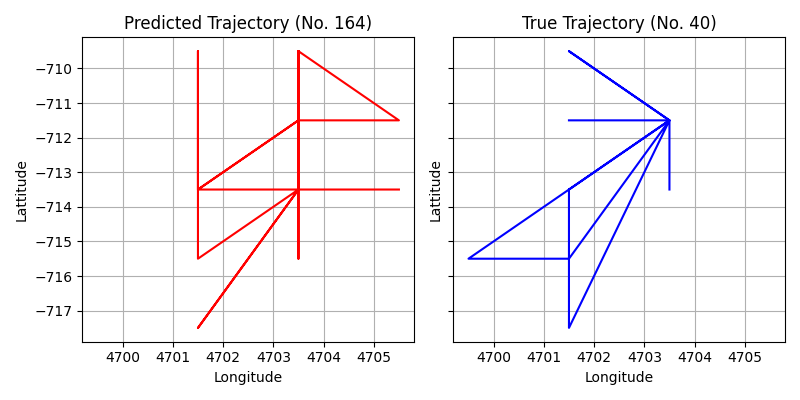 Predicted Trajectory (No. 164)
True Trajectory (No. 40)
Lattitude
−710
−711
−712
−713
−714
−715
−716
−717
4700 4701 4702 4703 4704 4705
Longitude
Lattitude
4700 4701 4702 4703 4704 4705
Longitude